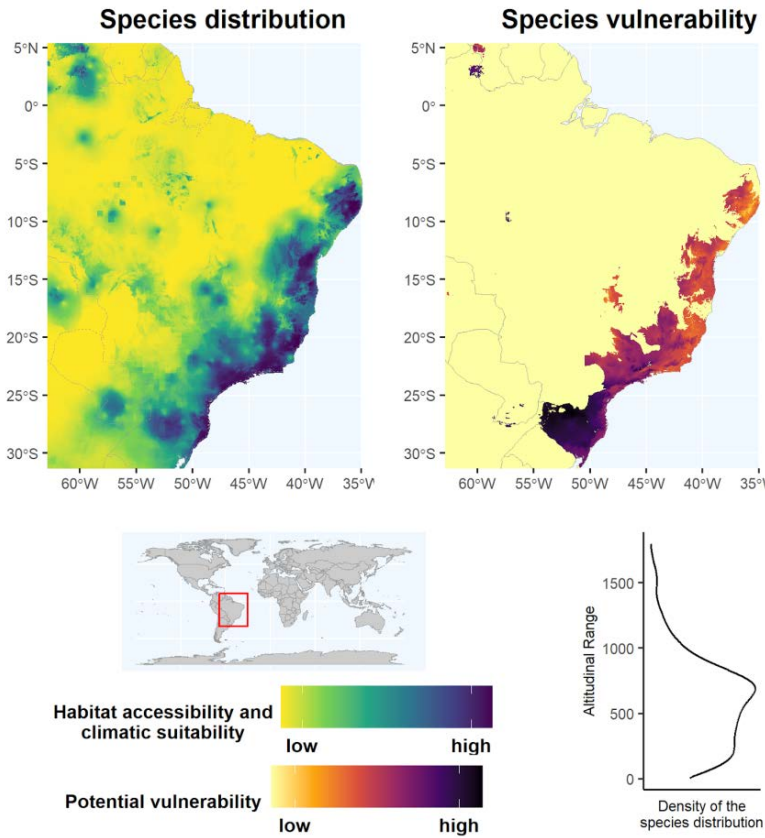 Species distribution
Species vulnerability
5°N
0°
5°S
10°S
15°S
20°S
25°S
30°S
60°W 55°W 50°W 45°W 40°W 35°V
5°N
0°
5°S
10°S
15°S
20°S
25°S
30°S
60°W 55°W 50°W 45°W 40°W 35°V
Habitat accessibility and
climatic suitability
low high
Potential vulnerability
low high
Altitudinal Range
1500
1000
500
0
Density of the
species distribution